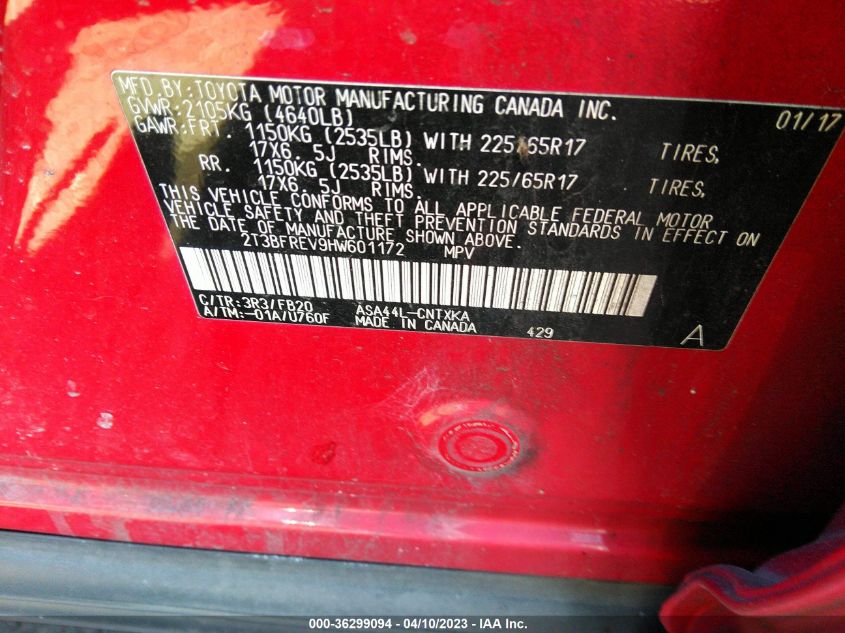 MFD. BY: TOYOTA MOTOR MANUFACTURING CANADA INC. 01/17
GVWR: 2105KG (4640LB)
GAWR: FRT. 1150KG (2535LB) WITH 225/65R17 TIRES,
17X6. 5J RIMS.
RR. 1150KG (2535LB) WITH 225/65R17 TIRES,
17X6. 5J RIMS.
THIS VEHICLE CONFORMS TO ALL APPLICABLE FEDERAL MOTOR
VEHICLE SAFETY AND THEFT PREVENTION STANDARDS IN EFFECT ON
THE DATE OF MANUFACTURE SHOWN ABOVE.
2T3BFREV9HW601172 MPV
C/TR:3R3/FB20 ASA44L-CNTXKA
A/TM:-01A/U760F MADE IN CANADA 429 A
000-36299094 - 04/10/2023 - © IAA Inc.